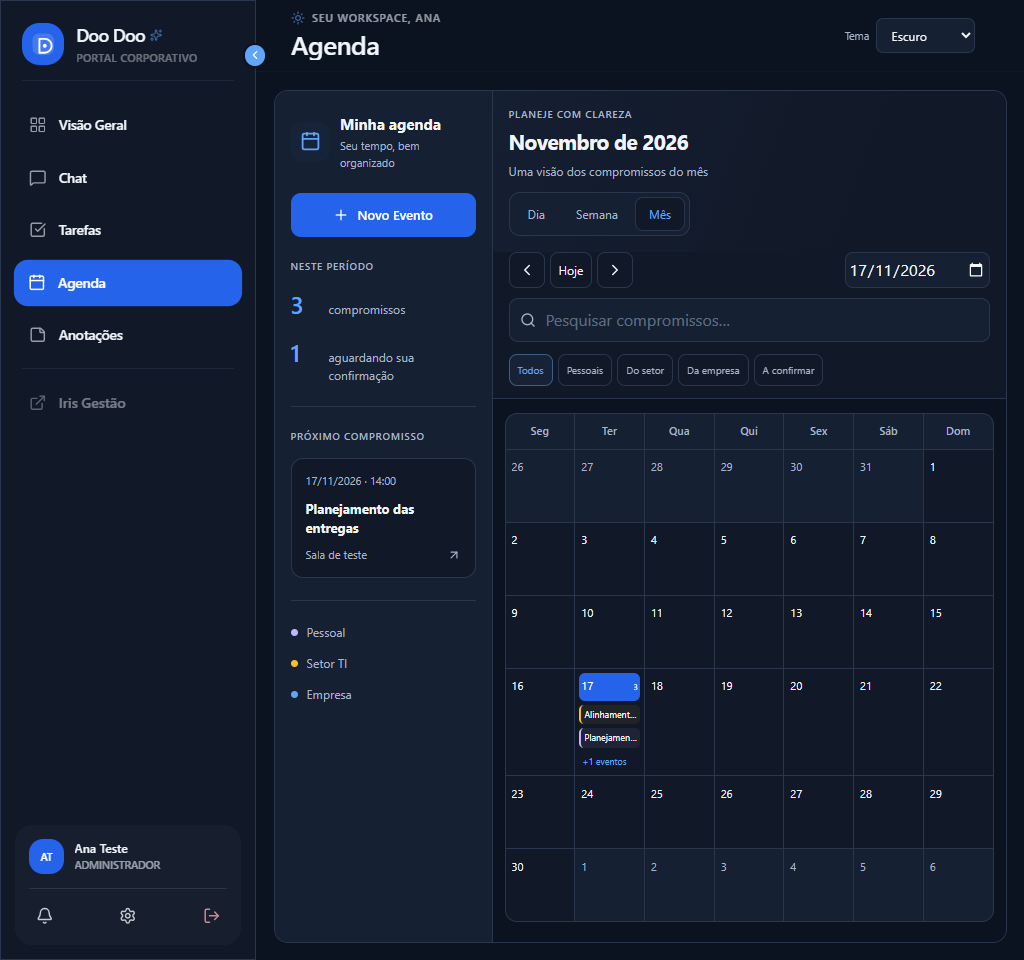 Doo Doo
PORTAL CORPORATIVO
Visão Geral
Chat
Tarefas
Agenda
Anotações
Iris Gestão
AT
Ana Teste
ADMINISTRADOR
SEU WORKSPACE, ANA
Agenda
Tema
Escuro
Minha agenda
Seu tempo, bem
organizado
+ Novo Evento
NESTE PERÍODO
3 compromissos
1 aguardando sua
confirmação
PRÓXIMO COMPROMISSO
17/11/2026 · 14:00
Planejamento das
entregas
Sala de teste
Pessoal
Setor TI
Empresa
PLANEJE COM CLAREZA
Novembro de 2026
Uma visão dos compromissos do mês
Dia Semana Mês
Hoje
17/11/2026
Pesquisar compromissos...
Todos Pessoais Do setor Da empresa A confirmar
Seg Ter Qua Qui Sex Sáb Dom
26 27 28 29 30 31 1
2 3 4 5 6 7 8
9 10 11 12 13 14 15
16 17 3 18 19 20 21 22
Alinhament...
Planejamen...
+1 eventos
23 24 25 26 27 28 29
30 1 2 3 4 5 6